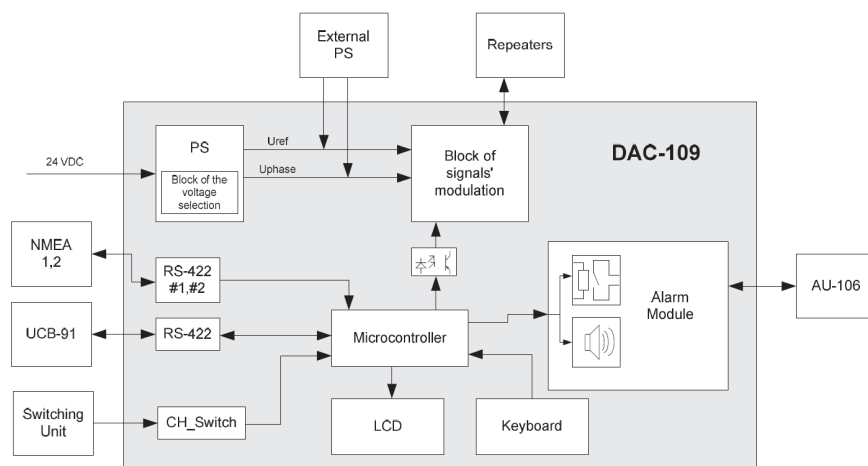 External
PS
Repeaters
DAC-109
PS
Block of the
voltage
selection
24 VDC
Uref
Uphase
Block of
signals'
modulation
NMEA
1,2
RS-422
#1,#2
UCB-91
RS-422
Microcontroller
Alarm
Module
AU-106
Switching
Unit
CH_Switch
LCD
Keyboard